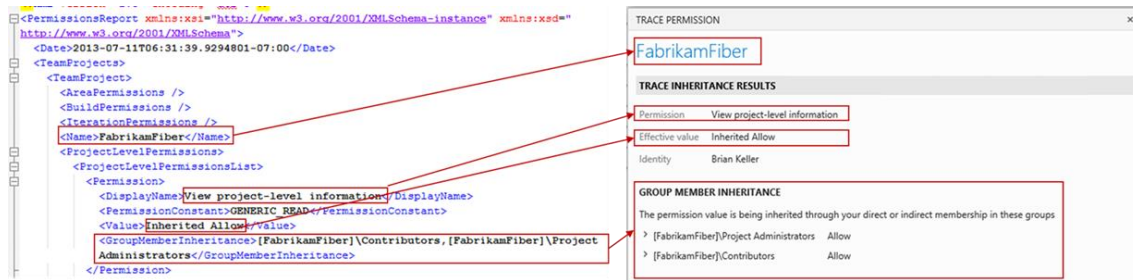 <PermissionsReport xmlns:xsi="http://www.w3.org/2001/XMLSchema-instance" xmlns:xsd="
http://www.w3.org/2001/XMLSchema">
<Date>2013-07-11T06:31:39.9294801-07:00</Date>
<TeamProjects>
<TeamProject>
<AreaPermissions />
<BuildPermissions />
<IterationPermissions />
<Name>FabrikamFiber</Name>
<ProjectLevelPermissions>
<ProjectLevelPermissionsList>
<Permission>
<DisplayName>View project-level information</DisplayName>
<PermissionConstant>GENERIC_READ</PermissionConstant>
<Value>Inherited Allow</Value>
<GroupMemberInheritance>[FabrikamFiber]\Contributors,[FabrikamFiber]\Project
Administrators</GroupMemberInheritance>
</Permission>
TRACE PERMISSION
FabrikamFiber
TRACE INHERITANCE RESULTS
Permission View project-level information
Effective value Inherited Allow
Identity Brian Keller
GROUP MEMBER INHERITANCE
The permission value is being inherited through your direct or indirect membership in these groups
[FabrikamFiber]\Project Administrators Allow
[FabrikamFiber]\Contributors Allow